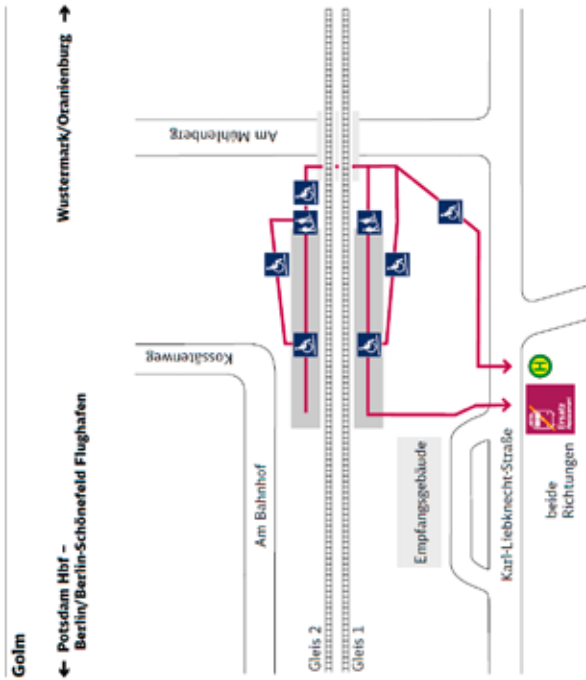 Golm
← Potsdam Hbf –
Berlin/Berlin-Schönefeld Flughafen
Wustermark/Oranienburg →
Am Mühlenberg
Kossätenweg
Am Bahnhof
Gleis 2
Gleis 1
Empfangsgebäude
Karl-Liebknecht-Straße
H
Ersatz
beide
Richtungen